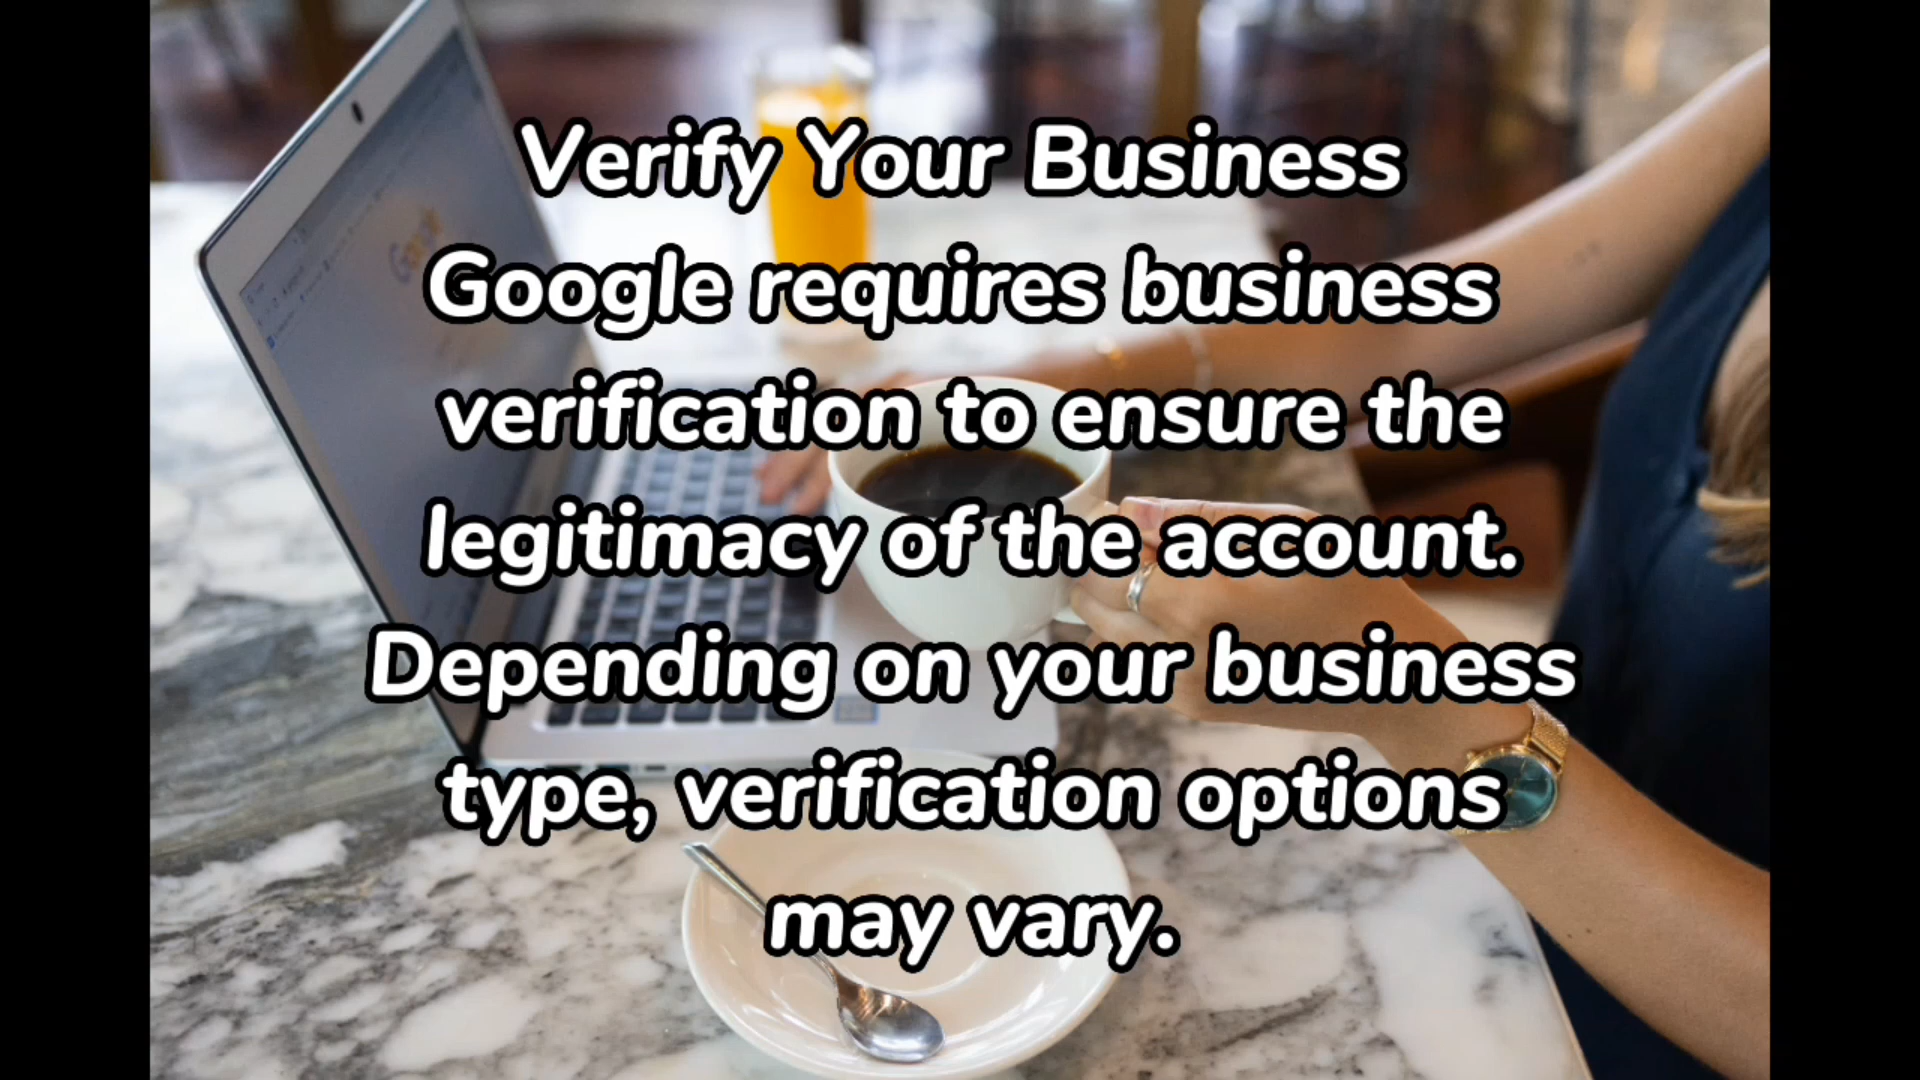 Verify Your Business
Google requires business
verification to ensure the
legitimacy of the account.
Depending on your business
type, verification options
may vary.
Google